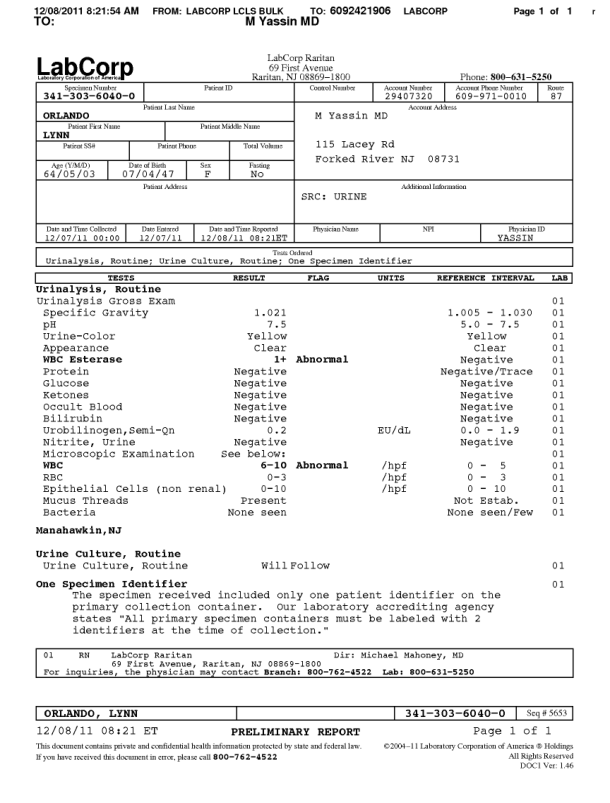 12/08/2011 8:21:54 AM FROM: LABCORP LCLS BULK TO: 6092421906 LABCORP Page 1 of 1
TO: M Yassin MD
LabCorp
Laboratory Corporation of America
LabCorp Raritan
69 First Avenue
Raritan, NJ 08869-1800 Phone: 800-631-5250
Specimen Number Patient ID Control Number Account Number Account Phone Number Route
341-303-6040-0 29407320 609-971-0010 87
Patient Last Name Account Address
ORLANDO M Yassin MD
Patient First Name Patient Middle Name
LYNN
Patient SS# Patient Phone Total Volume 115 Lacey Rd
Forked River NJ 08731
Age (Y/M/D) Date of Birth Sex Fasting
64/05/03 07/04/47 F No
Patient Address Additional Information
SRC: URINE
Date and Time Collected Date Entered Date and Time Reported Physician Name NPI Physician ID
12/07/11 00:00 12/07/11 12/08/11 08:21ET YASSIN
Tests Ordered
Urinalysis, Routine; Urine Culture, Routine; One Specimen Identifier
TESTS RESULT FLAG UNITS REFERENCE INTERVAL LAB
Urinalysis, Routine
Urinalysis Gross Exam 01
Specific Gravity 1.021 1.005 - 1.030 01
pH 7.5 5.0 - 7.5 01
Urine-Color Yellow Yellow 01
Appearance Clear Clear 01
WBC Esterase 1+ Abnormal Negative 01
Protein Negative Negative/Trace 01
Glucose Negative Negative 01
Ketones Negative Negative 01
Occult Blood Negative Negative 01
Bilirubin Negative Negative 01
Urobilinogen,Semi-Qn 0.2 EU/dL 0.0 - 1.9 01
Nitrite, Urine Negative Negative 01
Microscopic Examination See below: 01
WBC 6-10 Abnormal /hpf 0 - 5 01
RBC 0-3 /hpf 0 - 3 01
Epithelial Cells (non renal) 0-10 /hpf 0 - 10 01
Mucus Threads Present Not Estab. 01
Bacteria None seen None seen/Few 01
Manahawkin,NJ
Urine Culture, Routine
Urine Culture, Routine Will Follow 01
One Specimen Identifier 01
The specimen received included only one patient identifier on the
primary collection container. Our laboratory accrediting agency
states "All primary specimen containers must be labeled with 2
identifiers at the time of collection."
01 RN LabCorp Raritan Dir: Michael Mahoney, MD
69 First Avenue, Raritan, NJ 08869-1800
For inquiries, the physician may contact Branch: 800-762-4522 Lab: 800-631-5250
ORLANDO, LYNN 341-303-6040-0 Seq # 5653
12/08/11 08:21 ET PRELIMINARY REPORT Page 1 of 1
This document contains private and confidential health information protected by state and federal law. ©2004-11 Laboratory Corporation of America ® Holdings
If you have received this document in error, please call 800-762-4522 All Rights Reserved
DOC1 Ver: 1.46